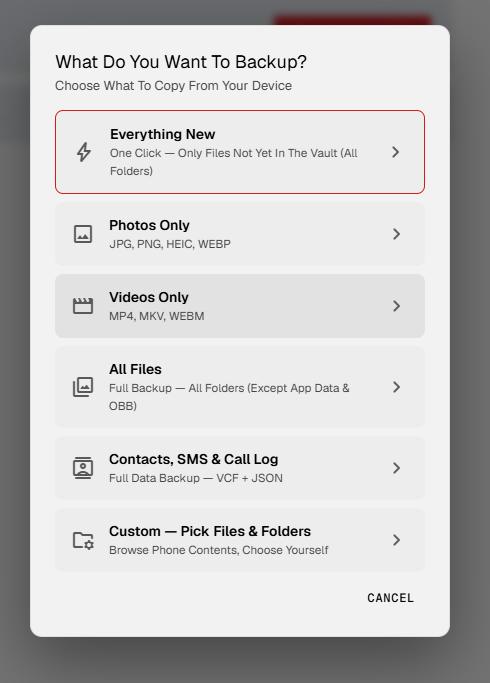 What Do You Want To Backup?
Choose What To Copy From Your Device
Everything New
One Click — Only Files Not Yet In The Vault (All
Folders)
Photos Only
JPG, PNG, HEIC, WEBP
Videos Only
MP4, MKV, WEBM
All Files
Full Backup — All Folders (Except App Data &
OBB)
Contacts, SMS & Call Log
Full Data Backup — VCF + JSON
Custom — Pick Files & Folders
Browse Phone Contents, Choose Yourself
CANCEL